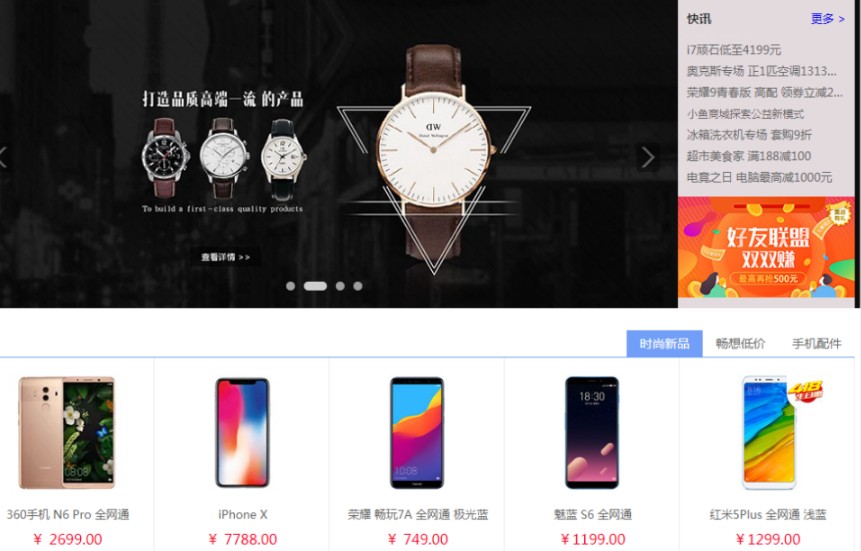 打造品质高端一流 的产品
To build a first-class quality products
查看详情 >>
DW
Daniel Wellington
快讯
更多 >
i7顽石低至4199元
奥克斯专场 正1匹空调1313...
荣耀9青春版 高配 领券立减2...
小鱼商城探索公益新模式
冰箱洗衣机专场 套购9折
超市美食家 满188减100
电竞之日 电脑最高减1000元
好友联盟
双双赚
最高再抢500元
时尚新品
畅想低价
手机配件
08:08
10:08
18:30
418
360手机 N6 Pro 全网通
¥ 2699.00
iPhone X
¥ 7788.00
荣耀 畅玩7A 全网通 极光蓝
¥ 749.00
魅蓝 S6 全网通
¥1199.00
红米5Plus 全网通 浅蓝
¥1299.00